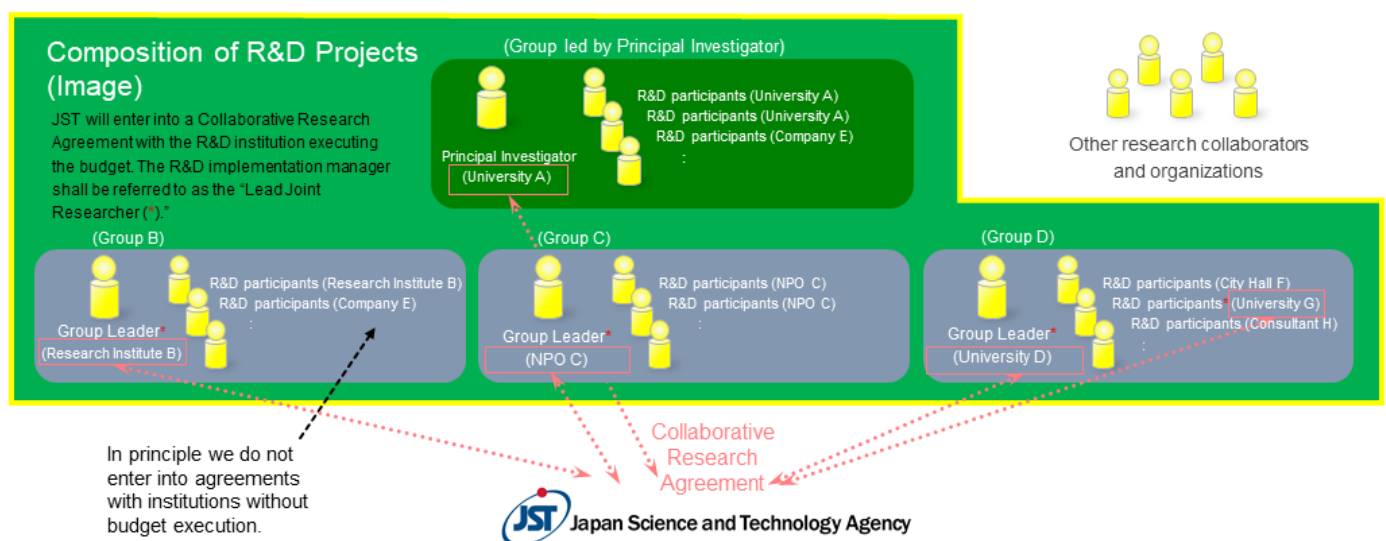 Composition of R&D Projects
(Image)
JST will enter into a Collaborative Research
Agreement with the R&D institution executing
the budget. The R&D implementation manager
shall be referred to as the “Lead Joint
Researcher (*).”
(Group led by Principal Investigator)
Principal Investigator
(University A)
R&D participants (University A)
R&D participants (University A)
R&D participants (Company E)
:
Other research collaborators
and organizations
(Group B)
Group Leader*
(Research Institute B)
R&D participants (Research Institute B)
R&D participants (Company E)
:
(Group C)
Group Leader*
(NPO C)
R&D participants (NPO C)
R&D participants (NPO C)
:
(Group D)
Group Leader*
(University D)
R&D participants (City Hall F)
R&D participants* (University G)
R&D participants (Consultant H)
:
In principle we do not
enter into agreements
with institutions without
budget execution.
Collaborative
Research
Agreement
JST Japan Science and Technology Agency